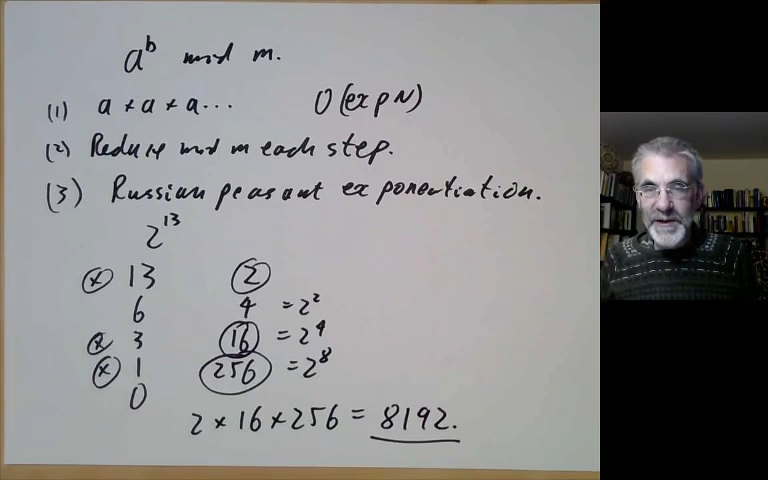 a^b mod m.
(1) a * a * a... O(exp N)
(2) Reduce mod m each step.
(3) Russian peasant exponentiation.
2^13
x 13 2
6 4 = 2^2
x 3 16 = 2^4
x 1 256 = 2^8
0
2 × 16 × 256 = 8192.